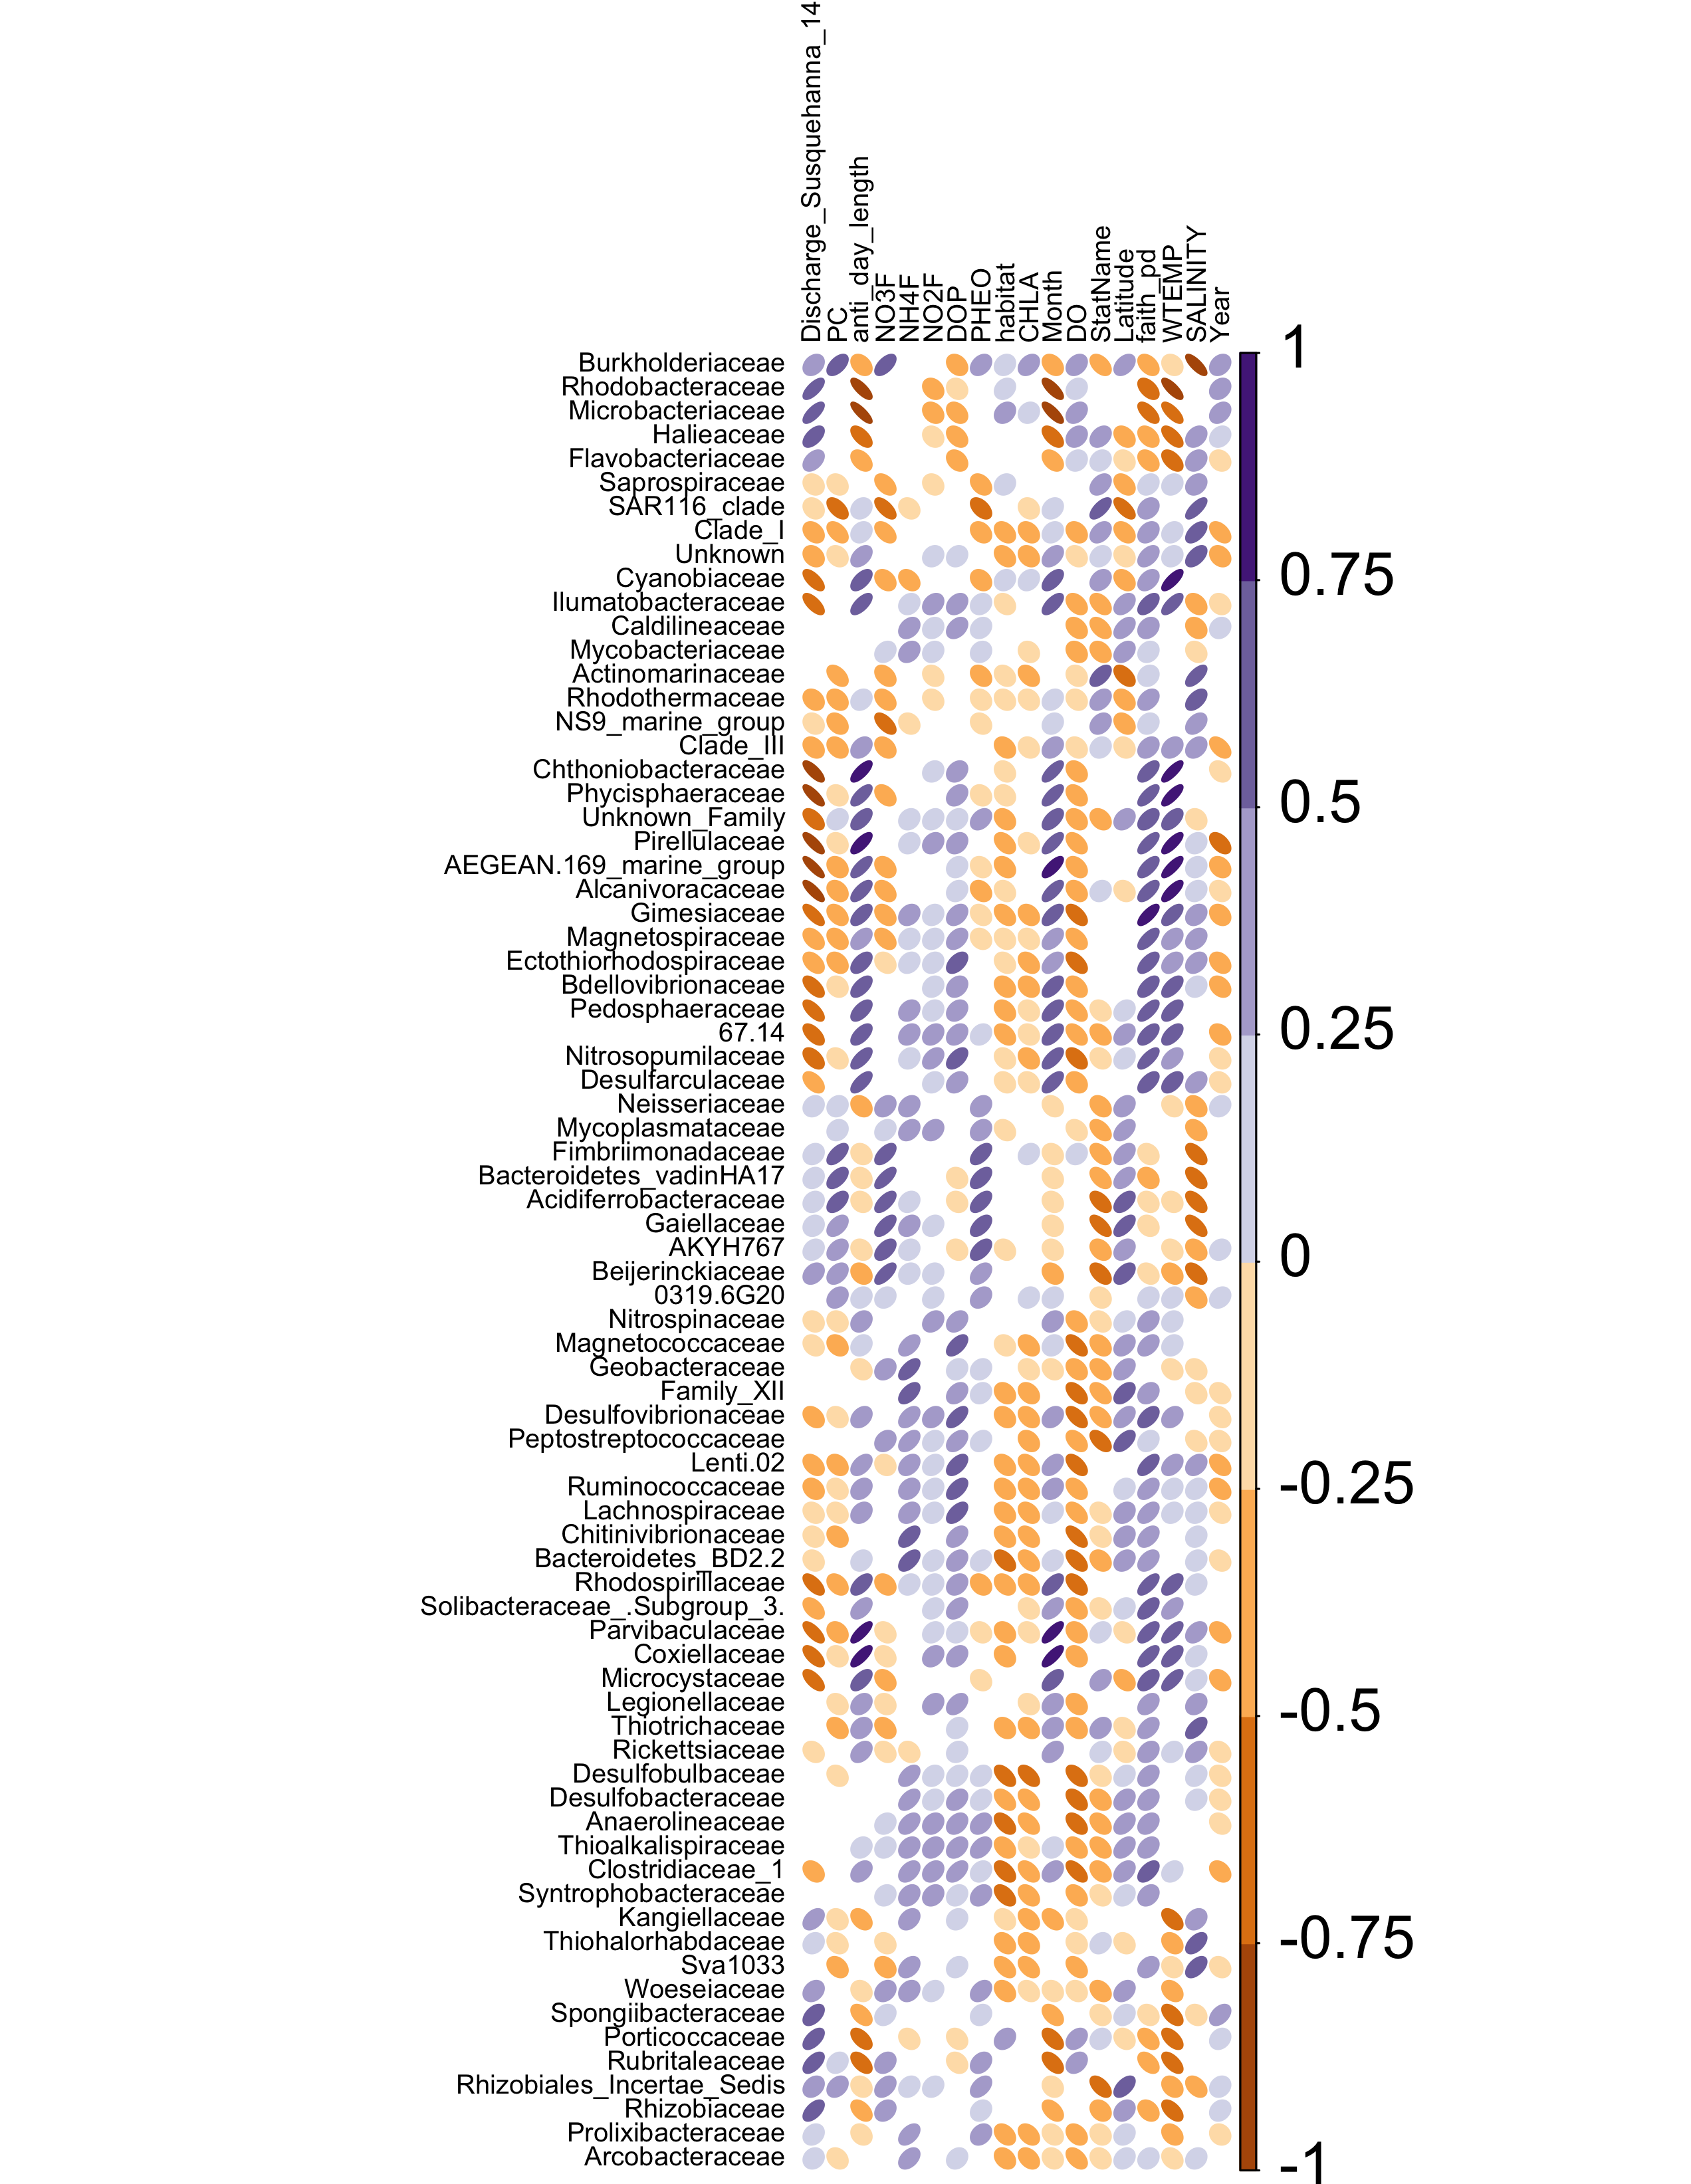 Discharge_Susquehanna_14
PC
anti_day_length
NO3F
NH4F
NO2F
DOP
PHEO
habitat
CHLA
Month
DO
StatName
Latitude
faith_pd
WTEMP
SALINITY
Year
Burkholderiaceae
Rhodobacteraceae
Microbacteriaceae
Halieaceae
Flavobacteriaceae
Saprospiraceae
SAR116_clade
Clade_I
Unknown
Cyanobiaceae
Ilumatobacteraceae
Caldilineaceae
Mycobacteriaceae
Actinomarinaceae
Rhodothermaceae
NS9_marine_group
Clade_III
Chthoniobacteraceae
Phycisphaeraceae
Unknown_Family
Pirellulaceae
AEGEAN.169_marine_group
Alcanivoracaceae
Gimesiaceae
Magnetospiraceae
Ectothiorhodospiraceae
Bdellovibrionaceae
Pedosphaeraceae
67.14
Nitrosopumilaceae
Desulfarculaceae
Neisseriaceae
Mycoplasmataceae
Fimbriimonadaceae
Bacteroidetes_vadinHA17
Acidiferrobacteraceae
Gaiellaceae
AKYH767
Beijerinckiaceae
0319.6G20
Nitrospinaceae
Magnetococcaceae
Geobacteraceae
Family_XII
Desulfovibrionaceae
Peptostreptococcaceae
Lenti.02
Ruminococcaceae
Lachnospiraceae
Chitinivibrionaceae
Bacteroidetes_BD2.2
Rhodospirillaceae
Solibacteraceae_.Subgroup_3.
Parvibaculaceae
Coxiellaceae
Microcystaceae
Legionellaceae
Thiotrichaceae
Rickettsiaceae
Desulfobulbaceae
Desulfobacteraceae
Anaerolineaceae
Thioalkalispiraceae
Clostridiaceae_1
Syntrophobacteraceae
Kangiellaceae
Thiohalorhabdaceae
Sva1033
Woeseiaceae
Spongiibacteraceae
Porticoccaceae
Rubritaleaceae
Rhizobiales_Incertae_Sedis
Rhizobiaceae
Prolixibacteraceae
Arcobacteraceae
1
0.75
0.5
0.25
0
-0.25
-0.5
-0.75
-1